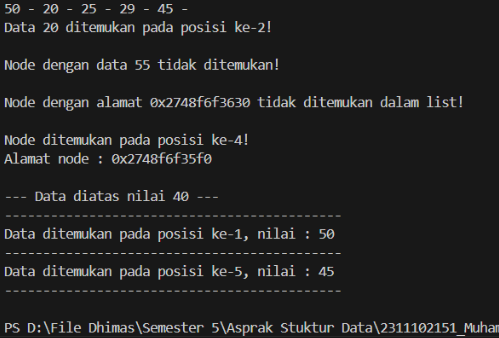 50 - 20 - 25 - 29 - 45 -
Data 20 ditemukan pada posisi ke-2!
Node dengan data 55 tidak ditemukan!
Node dengan alamat 0x2748f6f3630 tidak ditemukan dalam list!
Node ditemukan pada posisi ke-4!
Alamat node : 0x2748f6f35f0
--- Data diatas nilai 40 ---
-------------------------------------------
Data ditemukan pada posisi ke-1, nilai : 50
-------------------------------------------
Data ditemukan pada posisi ke-5, nilai : 45
-------------------------------------------
PS D:\File Dhimas\Semester 5\Asprak Stuktur Data\2311102151_Muham